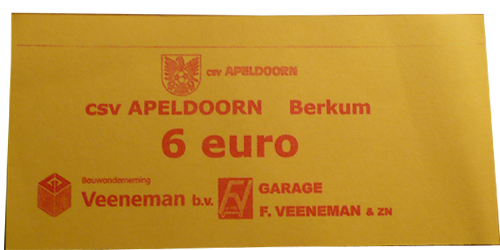 csv APELDOORN
csv APELDOORN Berkum
6 euro
Bouwonderneming
Veeneman b.v.
GARAGE
F. VEENEMAN & ZN